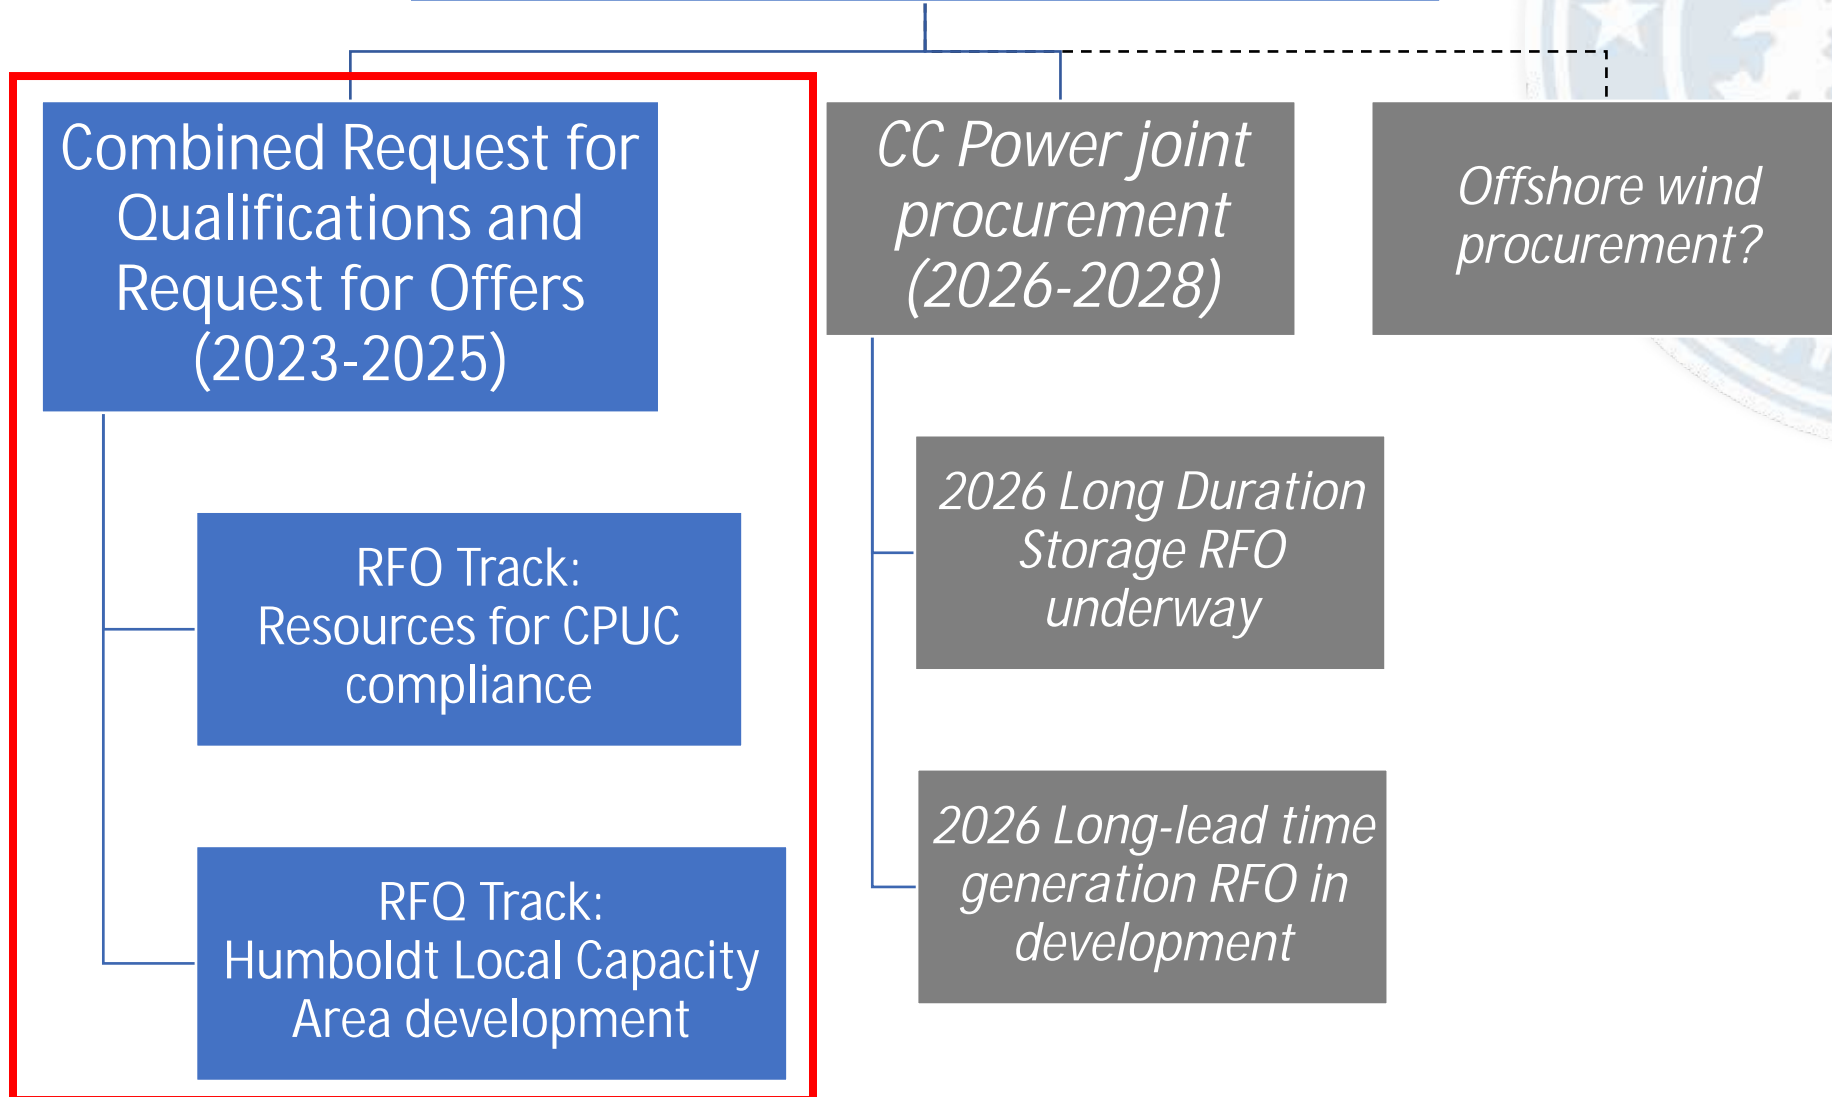 Combined Request for
Qualifications and
Request for Offers
(2023-2025)
RFO Track:
Resources for CPUC
compliance
RFQ Track:
Humboldt Local Capacity
Area development
CC Power joint
procurement
(2026-2028)
2026 Long Duration
Storage RFO
underway
2026 Long-lead time
generation RFO in
development
Offshore wind
procurement?